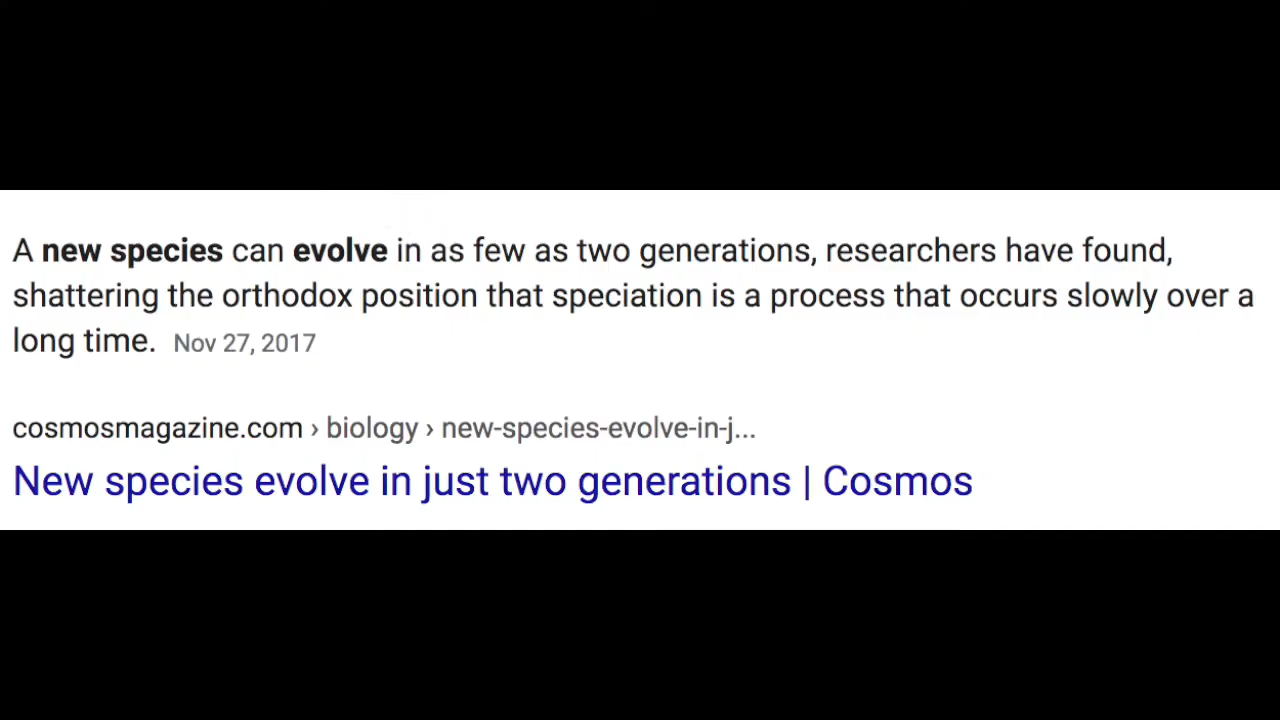 A new species can evolve in as few as two generations, researchers have found,
shattering the orthodox position that speciation is a process that occurs slowly over a
long time. Nov 27, 2017
cosmosmagazine.com › biology › new-species-evolve-in-j...
New species evolve in just two generations | Cosmos